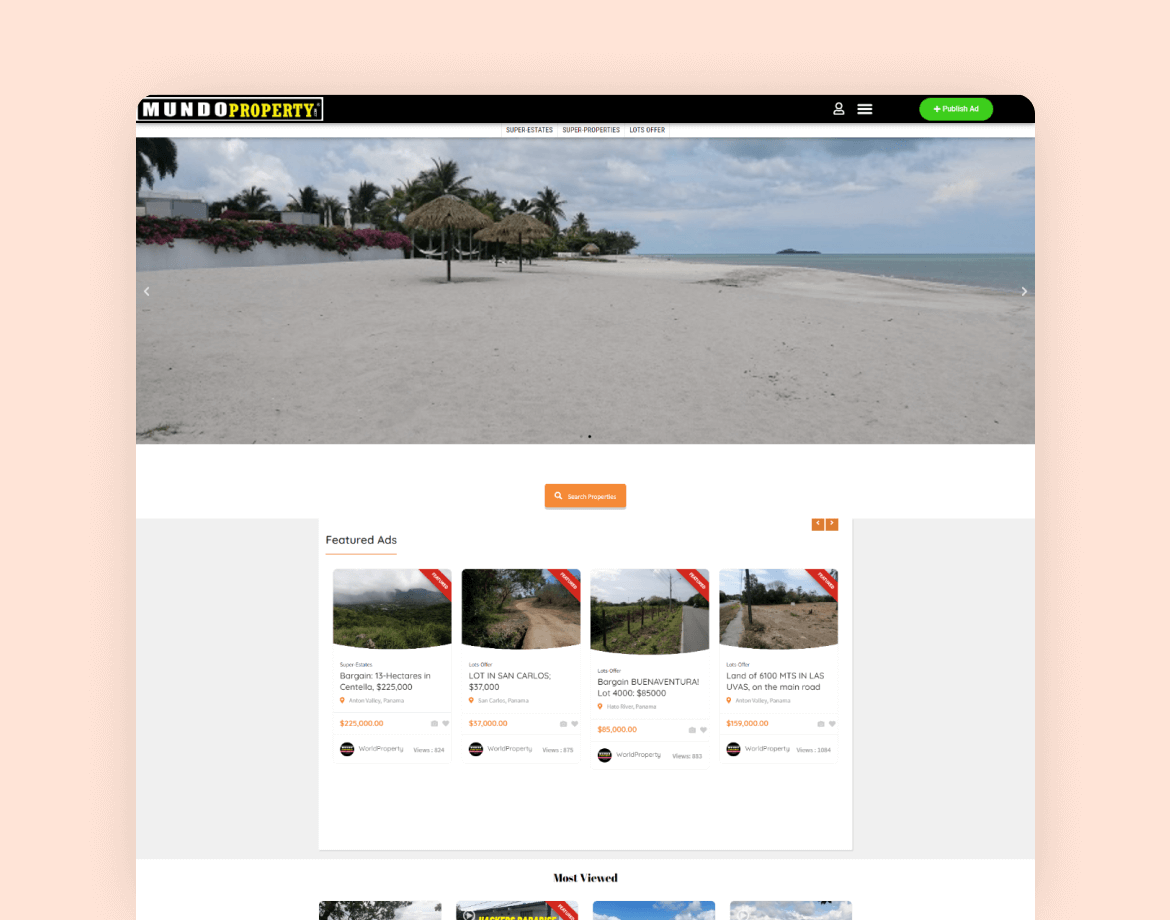 MUNDOPROPERTY
+ Publish Ad
SUPER-ESTATES SUPER-PROPERTIES LOTS OFFER
Search Properties
Featured Ads
FEATURED
FEATURED
FEATURED
FEATURED
Super-Estates
Bargain: 13-Hectares in
Centella, $225,000
Anton Valley, Panama
$225,000.00
WorldProperty Views : 824
Lots Offer
LOT IN SAN CARLOS;
$37,000
San Carlos, Panama
$37,000.00
WorldProperty Views : 875
Lots Offer
Bargain BUENAVENTURA!
Lot 4000: $85000
Hato River, Panama
$85,000.00
WorldProperty Views: 883
Lots Offer
Land of 6100 MTS IN LAS
UVAS, on the main road
Anton Valley, Panama
$159,000.00
WorldProperty Views : 1084
Most Viewed
HACKERS PARADISE
FEATURED